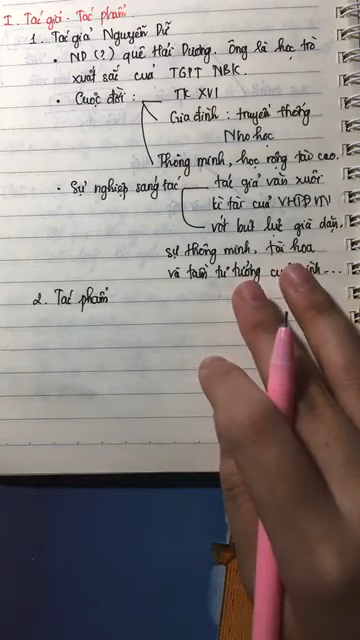 I. Tác giả - Tác phẩm
1. Tác giả Nguyễn Dữ
• ND (?) quê Hải Dương. Ông là học trò
xuất sắc của TGPT NBK.
• Cuộc đời: TK XVI
Gia đình : truyền thống
Nho học
Thông minh, học rộng tài cao.
• Sự nghiệp sáng tác tác giả văn xuôi
kì tài của VHTĐVN
vót bút lực già dặn,
sự thông minh, tài hoa
và tâm tư tưởng của mình...
2. Tác phẩm